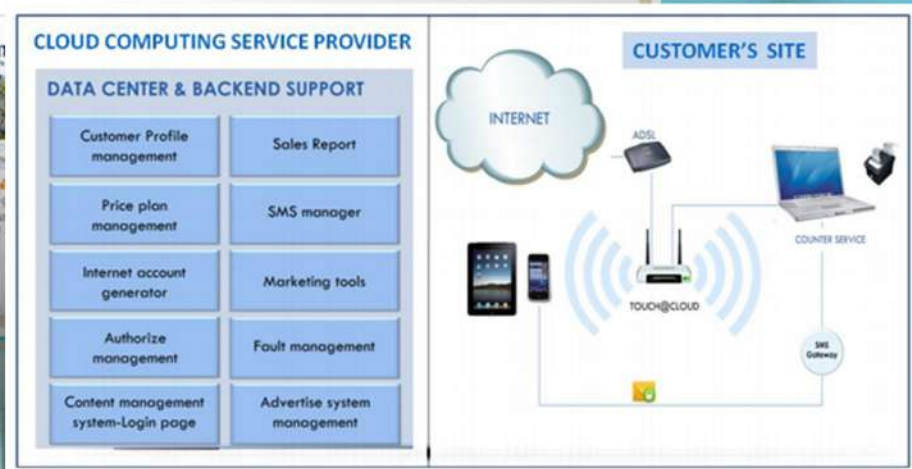 CLOUD COMPUTING SERVICE PROVIDER
DATA CENTER & BACKEND SUPPORT
Customer Profile
management
Sales Report
Price plan
management
SMS manager
Internet account
generator
Marketing tools
Authorize
management
Fault management
Content management
system-Login page
Advertise system
management
CUSTOMER'S SITE
INTERNET
ADSL
COUNTER SERVICE
TOUCH@CLOUD
SMS
Gateway